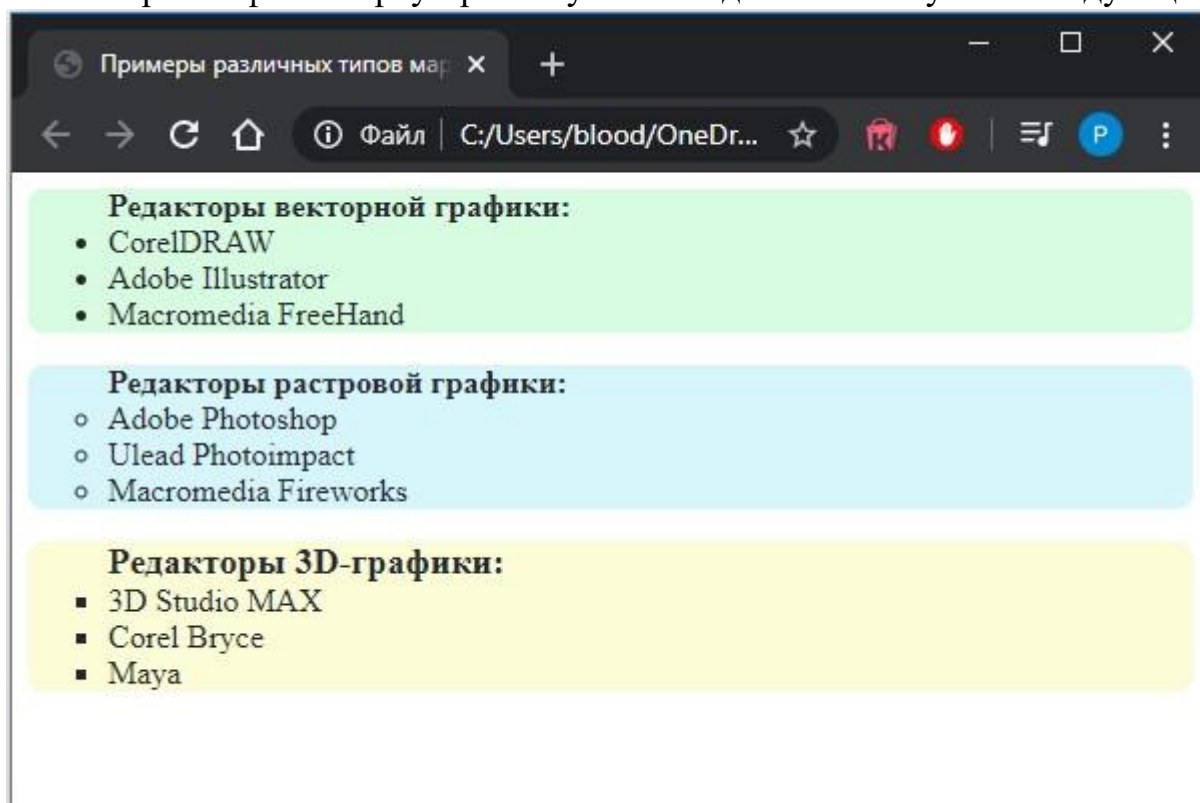 Примеры различных типов мар
Файл | C:/Users/blood/OneDr...
P
Редакторы векторной графики:
• CorelDRAW
• Adobe Illustrator
• Macromedia FreeHand
Редакторы растровой графики:
◦ Adobe Photoshop
◦ Ulead Photoimpact
◦ Macromedia Fireworks
Редакторы 3D-графики:
▪ 3D Studio MAX
▪ Corel Bryce
▪ Maya